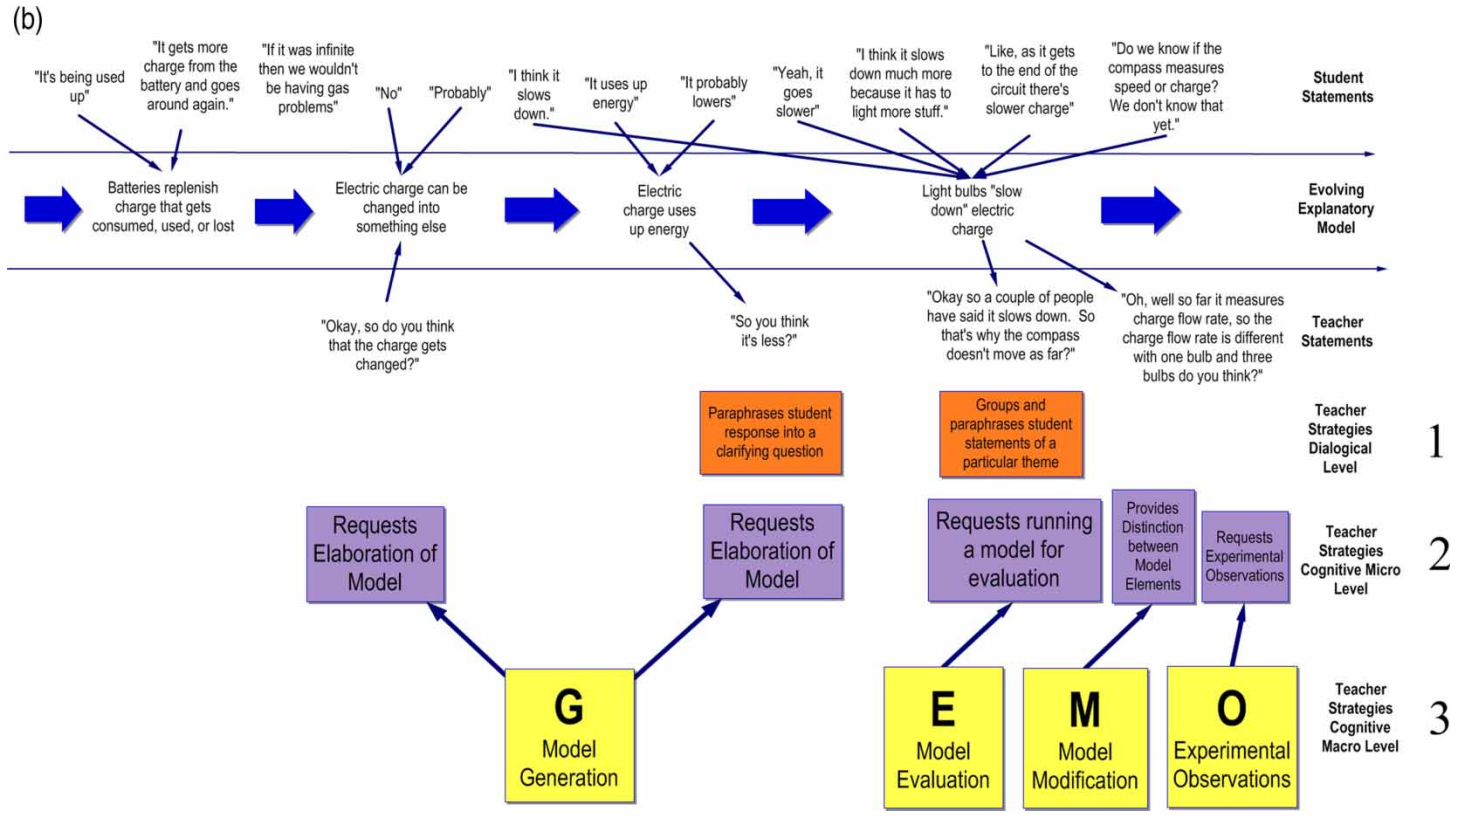 (b)
"It's being used
up"
"It gets more
charge from the
battery and goes
around again."
"If it was infinite
then we wouldn't
be having gas
problems"
"No"
"Probably"
"I think it
slows
down."
"It uses up
energy"
"It probably
lowers"
"Yeah, it
goes
slower"
"I think it slows
down much more
because it has to
light more stuff."
"Like, as it gets
to the end of the
circuit there's
slower charge"
"Do we know if the
compass measures
speed or charge?
We don't know that
yet."
Student
Statements
Batteries replenish
charge that gets
consumed, used, or lost
Electric charge can be
changed into
something else
Electric
charge uses
up energy
Light bulbs "slow
down" electric
charge
Evolving
Explanatory
Model
"Okay, so do you think
that the charge gets
changed?"
"So you think
it's less?"
"Okay so a couple of people
have said it slows down. So
that's why the compass
doesn't move as far?"
"Oh, well so far it measures
charge flow rate, so the
charge flow rate is different
with one bulb and three
bulbs do you think?"
Teacher
Statements
Paraphrases student
response into a
clarifying question
Groups and
paraphrases student
statements of a
particular theme
Teacher
Strategies
Dialogical
Level
1
Requests
Elaboration of
Model
Requests
Elaboration of
Model
Requests running
a model for
evaluation
Provides
Distinction
between
Model
Elements
Requests
Experimental
Observations
Teacher
Strategies
Cognitive Micro
Level
2
G
Model
Generation
E
Model
Evaluation
M
Model
Modification
O
Experimental
Observations
Teacher
Strategies
Cognitive
Macro Level
3